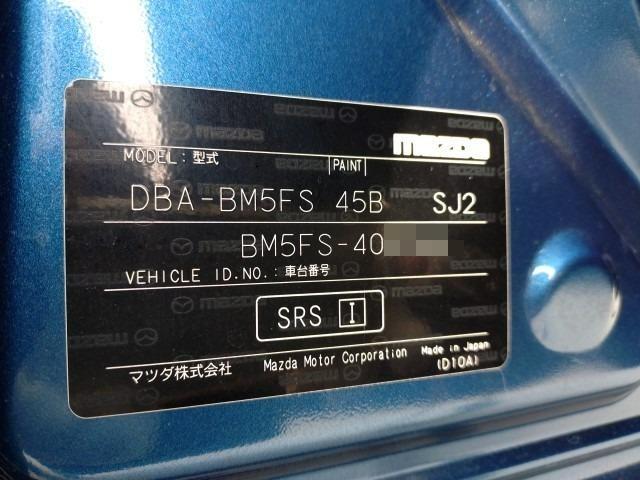 mazda
MODEL: 型式 PAINT
DBA-BM5FS 45B SJ2
BM5FS-40
VEHICLE ID.NO.: 車台番号
SRS I
マツダ株式会社 Mazda Motor Corporation Made in Japan
(D10A)